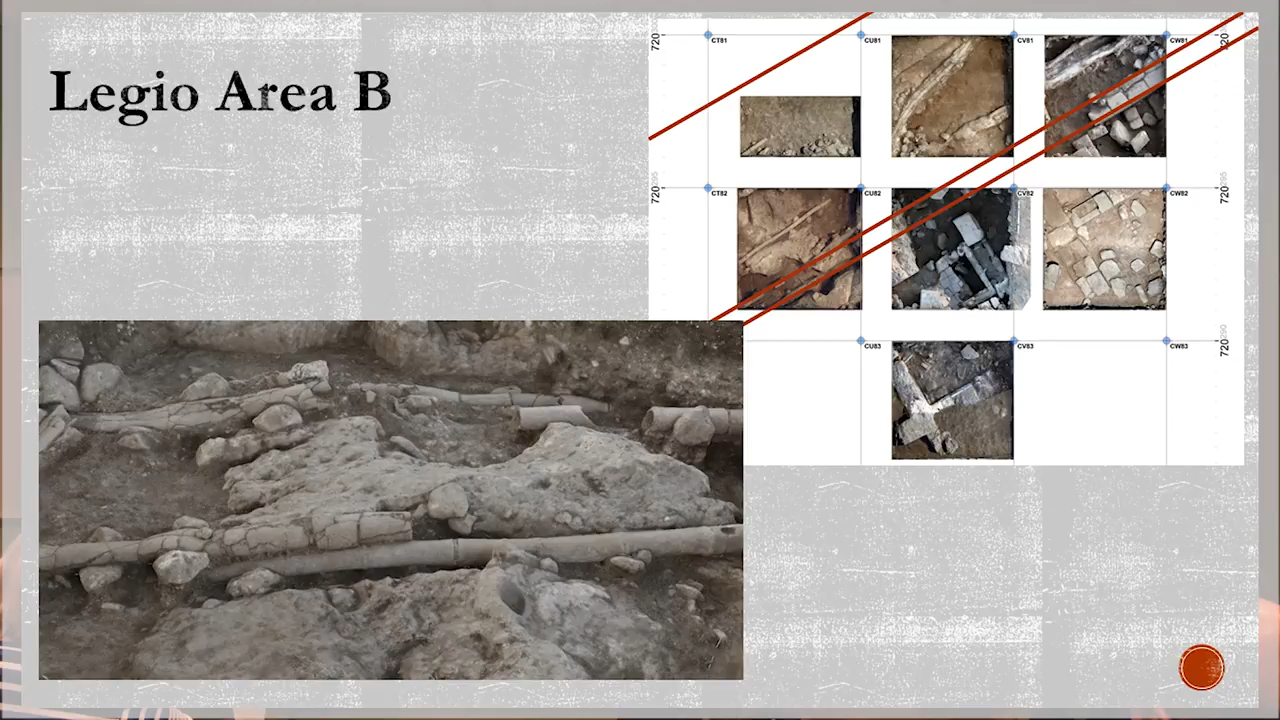 Legio Area B
720
CT81
CU81
CV81
CW81
720
720
CT82
CU82
CV82
CW82
720
CU83
CV83
CW83
720